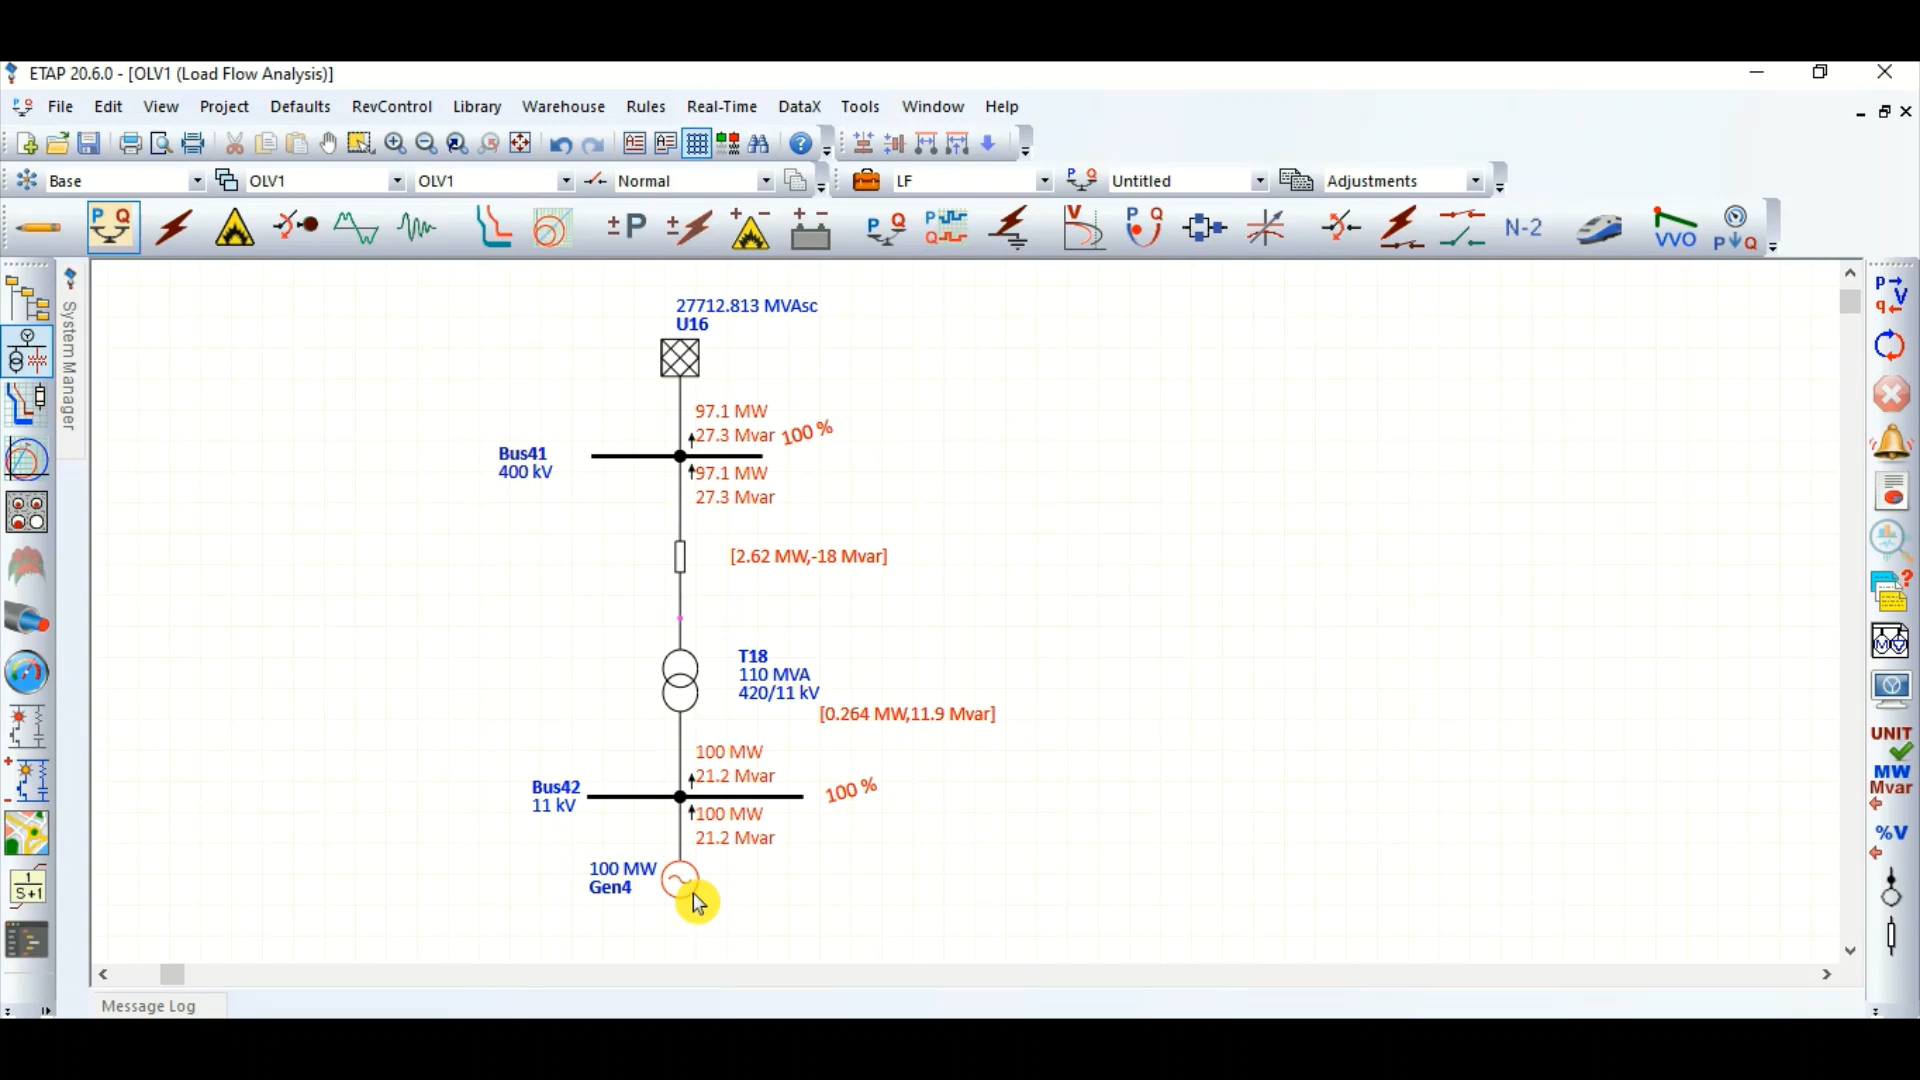 ETAP 20.6.0 - [OLV1 (Load Flow Analysis)]
File Edit View Project Defaults RevControl Library Warehouse Rules Real-Time DataX Tools Window Help
Base OLV1 OLV1 Normal LF Untitled Adjustments
P Q ± P ± P Q P Q V P Q N-2 VVO P Q
System Manager
27712.813 MVAsc
U16
97.1 MW
27.3 Mvar 100 %
Bus41
400 kV
97.1 MW
27.3 Mvar
[2.62 MW,-18 Mvar]
T18
110 MVA
420/11 kV
[0.264 MW,11.9 Mvar]
100 MW
21.2 Mvar
Bus42
11 kV
100 %
100 MW
21.2 Mvar
100 MW
Gen4
1
S+1
P V
q
UNIT
MW
Mvar
%V
Message Log